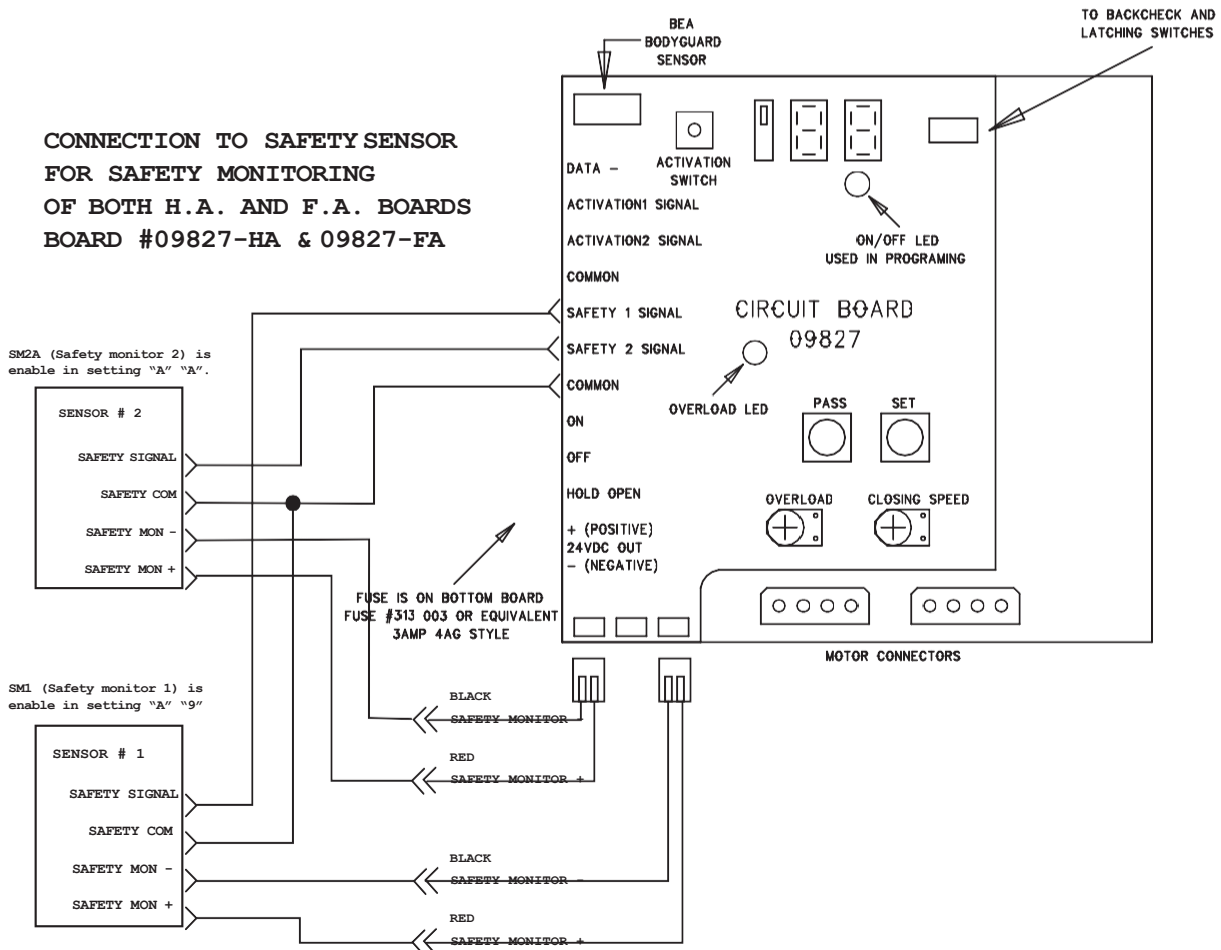 TO BACKCHECK AND
LATCHING SWITCHES
BEA
BODYGUARD
SENSOR
CONNECTION TO SAFETY SENSOR
FOR SAFETY MONITORING
OF BOTH H.A. AND F.A. BOARDS
BOARD #09827-HA & 09827-FA
ACTIVATION
SWITCH
DATA -
ACTIVATION1 SIGNAL
ACTIVATION2 SIGNAL
COMMON
SAFETY 1 SIGNAL
SAFETY 2 SIGNAL
COMMON
ON
OFF
HOLD OPEN
+ (POSITIVE)
24VDC OUT
- (NEGATIVE)
ON/OFF LED
USED IN PROGRAMING
CIRCUIT BOARD
09827
OVERLOAD LED
PASS
SET
OVERLOAD
CLOSING SPEED
MOTOR CONNECTORS
FUSE IS ON BOTTOM BOARD
FUSE #313 003 OR EQUIVALENT
3AMP 4AG STYLE
SM2A (Safety monitor 2) is
enable in setting “A” “A”.
SENSOR # 2
SAFETY SIGNAL
SAFETY COM
SAFETY MON -
SAFETY MON +
BLACK
SAFETY MONITOR -
RED
SAFETY MONITOR +
SM1 (Safety monitor 1) is
enable in setting “A” “9”
SENSOR # 1
SAFETY SIGNAL
SAFETY COM
SAFETY MON -
SAFETY MON +
BLACK
SAFETY MONITOR -
RED
SAFETY MONITOR +